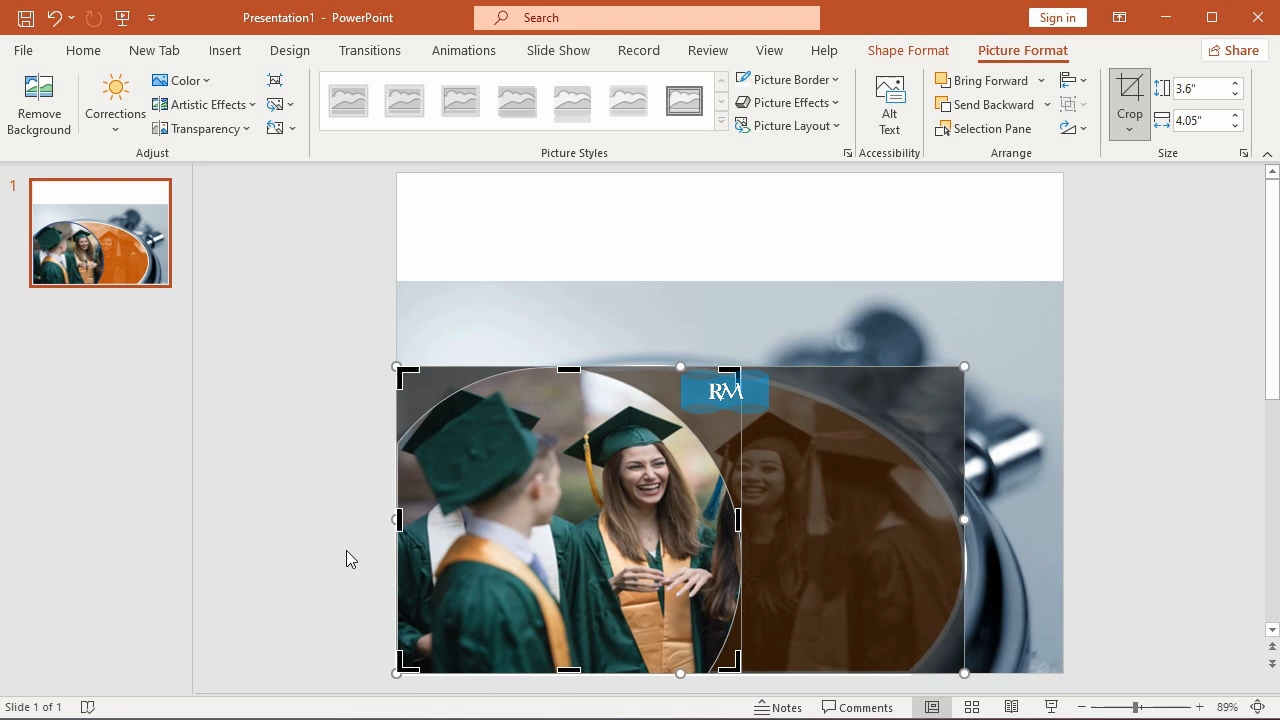 Presentation1 - PowerPoint
Search
Sign in
File Home New Tab Insert Design Transitions Animations Slide Show Record Review View Help Shape Format Picture Format Share
Remove Background
Corrections
Color
Artistic Effects
Transparency
Adjust
Picture Styles
Picture Border
Picture Effects
Picture Layout
Alt Text
Accessibility
Bring Forward
Send Backward
Selection Pane
Arrange
Crop
3.6"
4.05"
Size
1
RM
Slide 1 of 1
Notes
Comments
89%